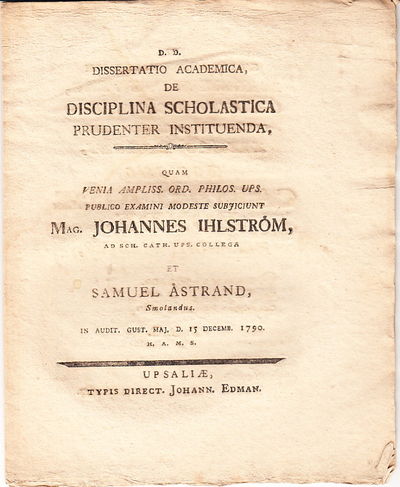 D. D.
DISSERTATIO ACADEMICA,
DE
DISCIPLINA SCHOLASTICA
PRUDENTER INSTITUENDA,
QUAM
VENIA AMPLISS. ORD. PHILOS. UPS.
PUBLICO EXAMINI MODESTE SUBJICIUNT
MAG. JOHANNES IHLSTRÓM,
AD SCH. CATH. UPS. COLLEGA
ET
SAMUEL ÅSTRAND,
Smolandus.
IN AUDIT. GUST. MAJ. D. 15 DECEMB. 1790.
H. A. M. S.
UPSALIÆ,
TYPIS DIRECT. JOHANN. EDMAN.